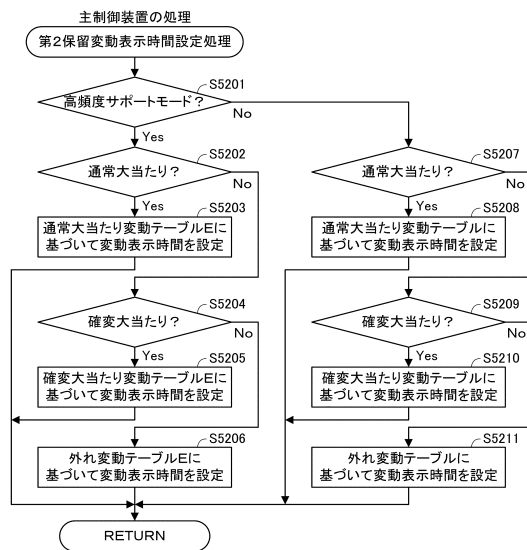 主制御装置の処理
第2保留変動表示時間設定処理
S5201
高頻度サポートモード？
No
Yes
S5202
通常大当たり？
No
Yes
S5203
通常大当たり変動テーブルEに
基づいて変動表示時間を設定
S5204
確変大当たり？
No
Yes
S5205
確変大当たり変動テーブルEに
基づいて変動表示時間を設定
S5206
外れ変動テーブルEに
基づいて変動表示時間を設定
S5207
通常大当たり？
No
Yes
S5208
通常大当たり変動テーブルに
基づいて変動表示時間を設定
S5209
確変大当たり？
No
Yes
S5210
確変大当たり変動テーブルに
基づいて変動表示時間を設定
S5211
外れ変動テーブルに
基づいて変動表示時間を設定
RETURN